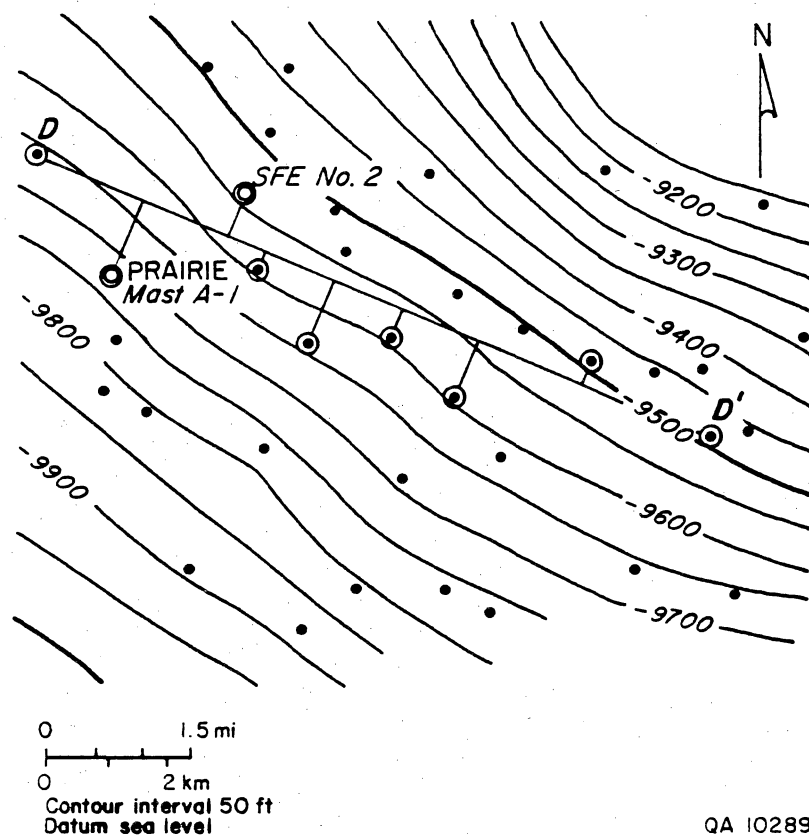 N
D
SFE No. 2
-9200
PRAIRIE
Mast A-1
-9300
-9800
-9400
D'
-9500
-9900
-9600
-9700
0 1.5 mi
0 2 km
Contour interval 50 ft
Datum sea level
QA 10289